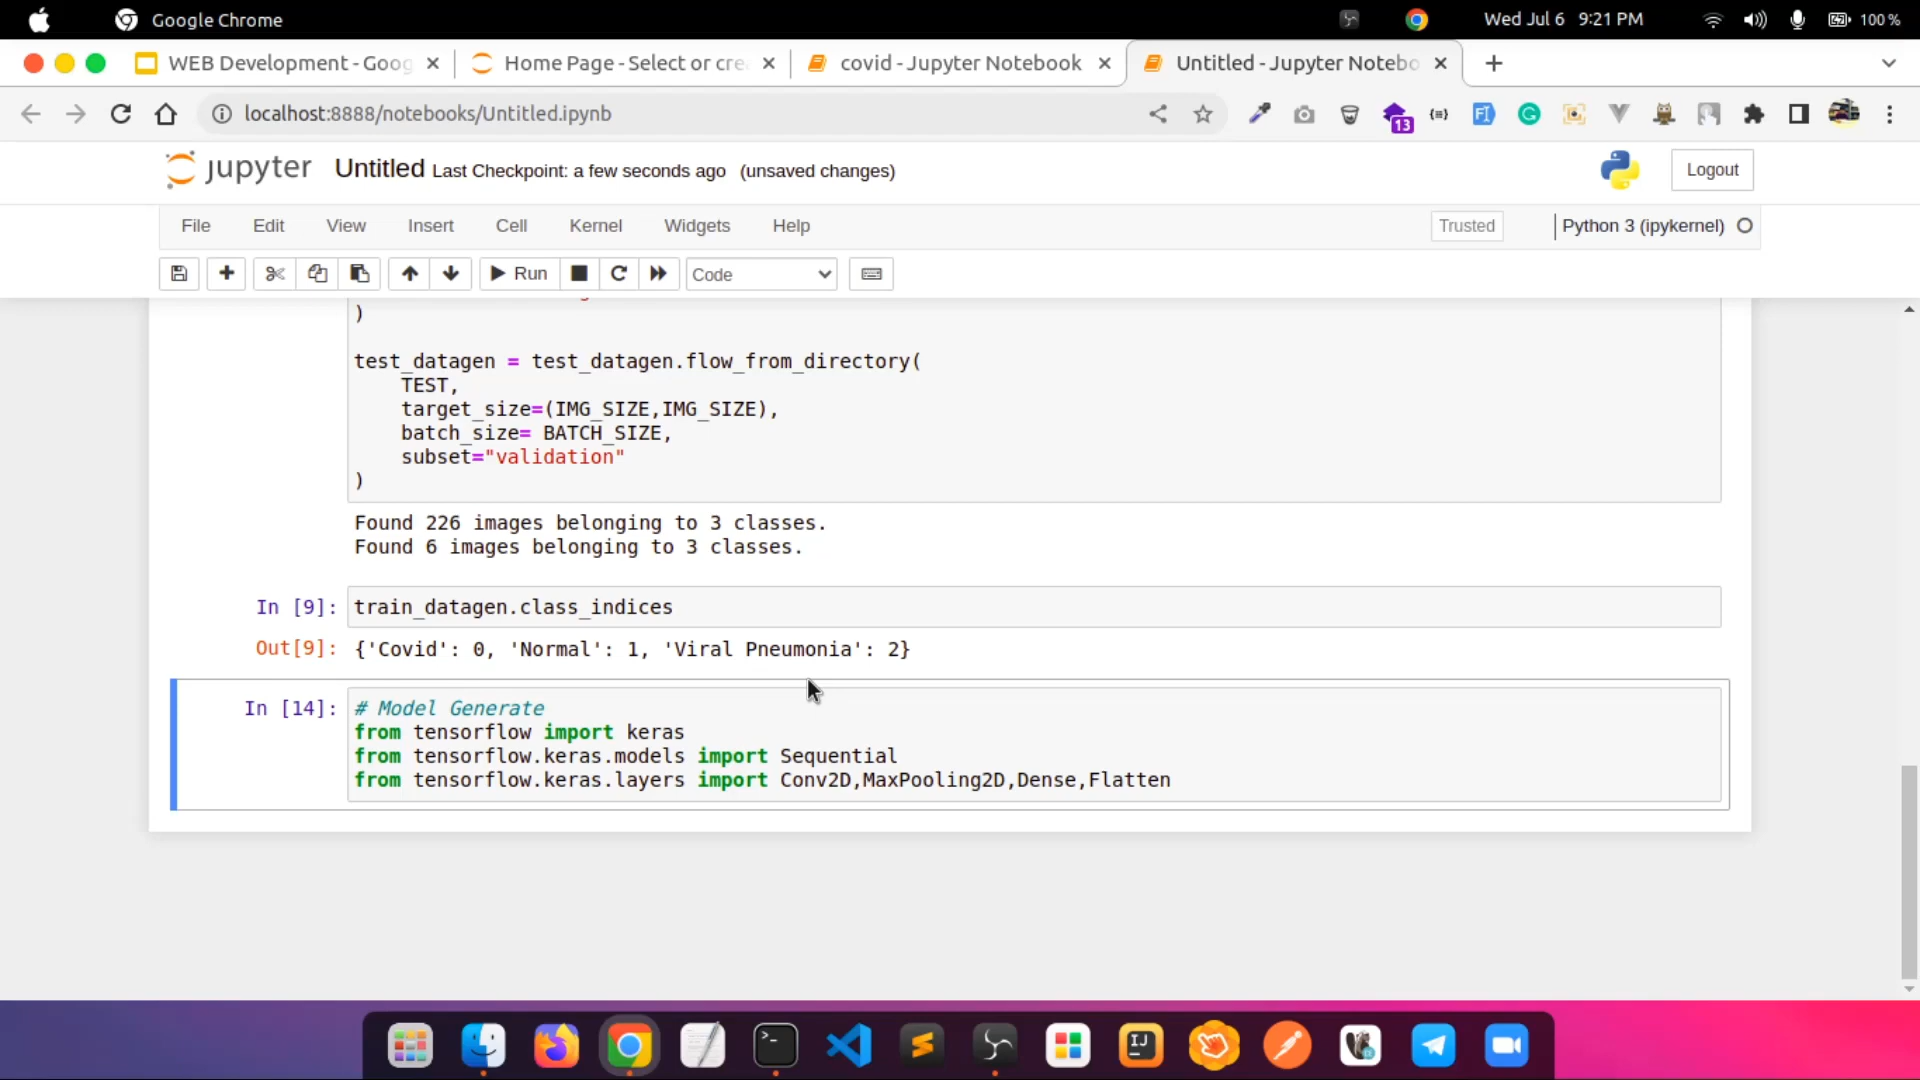 Google Chrome
Wed Jul 6 9:21 PM
100 %
WEB Development - Goog
Home Page - Select or cre
covid - Jupyter Notebook
Untitled - Jupyter Notebo
localhost:8888/notebooks/Untitled.ipynb
13
jupyter Untitled Last Checkpoint: a few seconds ago (unsaved changes)
Logout
File Edit View Insert Cell Kernel Widgets Help
Trusted
Python 3 (ipykernel)
Run
Code
)
test_datagen = test_datagen.flow_from_directory(
TEST,
target_size=(IMG_SIZE,IMG_SIZE),
batch_size= BATCH_SIZE,
subset="validation"
)
Found 226 images belonging to 3 classes.
Found 6 images belonging to 3 classes.
In [9]: train_datagen.class_indices
Out[9]: {'Covid': 0, 'Normal': 1, 'Viral Pneumonia': 2}
In [14]: # Model Generate
from tensorflow import keras
from tensorflow.keras.models import Sequential
from tensorflow.keras.layers import Conv2D,MaxPooling2D,Dense,Flatten
IJ